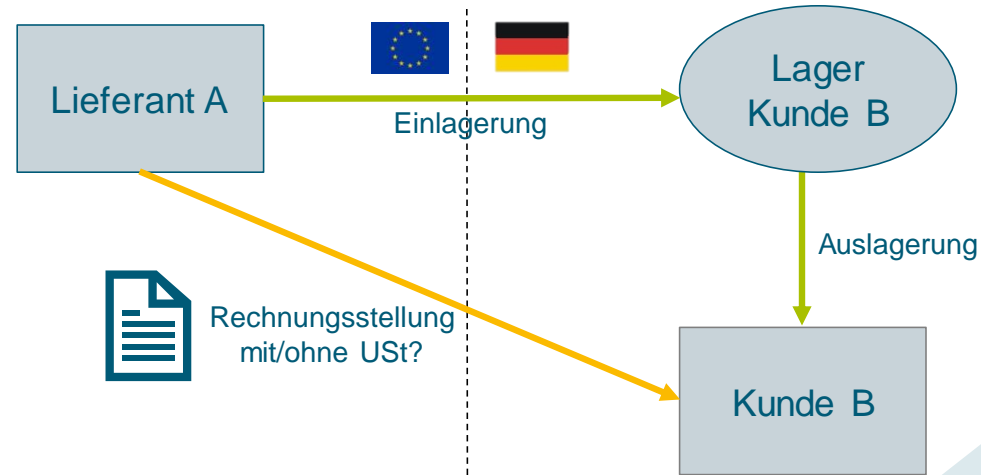 Lieferant A
Einlagerung
Lager
Kunde B
Auslagerung
Rechnungsstellung
mit/ohne USt?
Kunde B